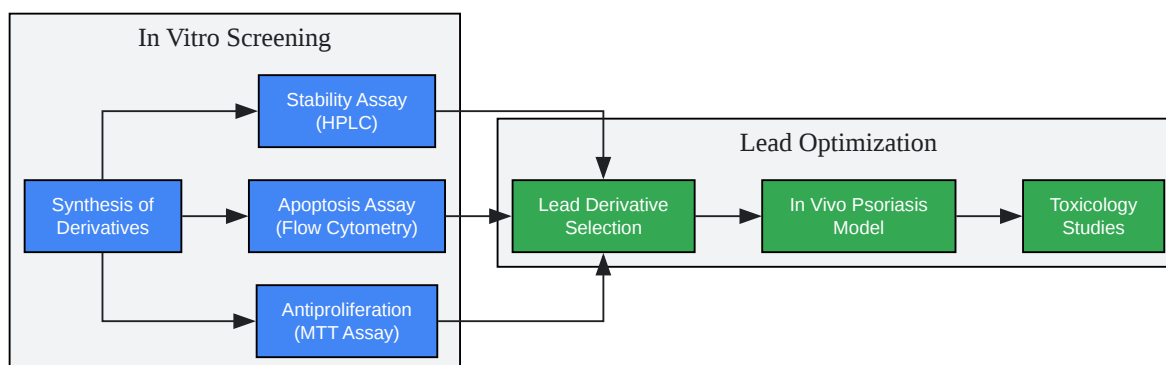 In Vitro Screening
Stability Assay
(HPLC)
Synthesis of
Derivatives
Apoptosis Assay
(Flow Cytometry)
Antiproliferation
(MTT Assay)
Lead Optimization
Lead Derivative
Selection
In Vivo Psoriasis
Model
Toxicology
Studies